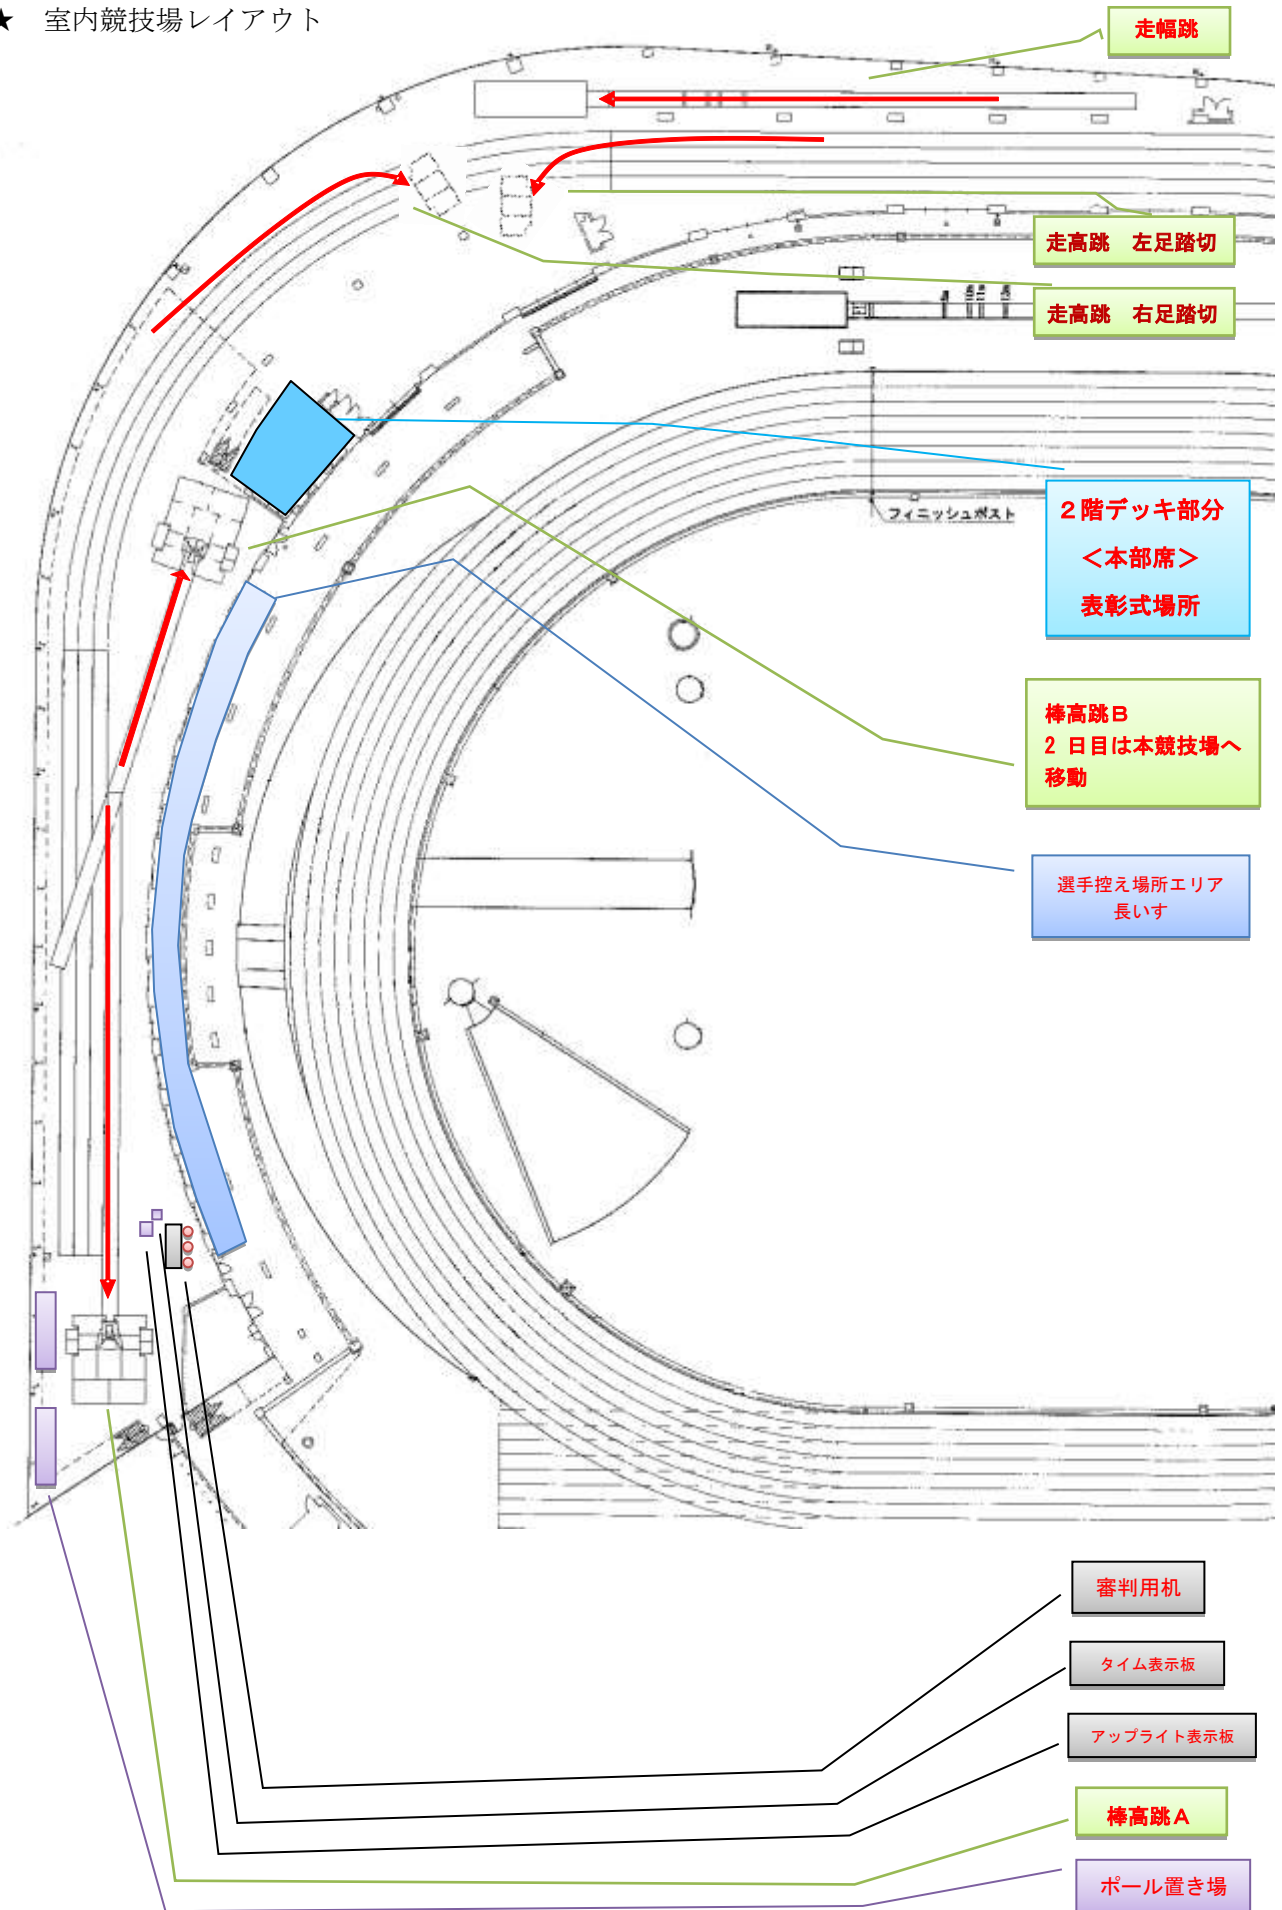 ★　室内競技場レイアウト
走幅跳
走高跳　左足踏切
走高跳　右足踏切
フィニッシュポスト
２階デッキ部分
＜本部席＞
表彰式場所
棒高跳Ｂ
2 日目は本競技場へ
移動
選手控え場所エリア
長いす
審判用机
タイム表示板
アップライト表示板
棒高跳Ａ
ポール置き場